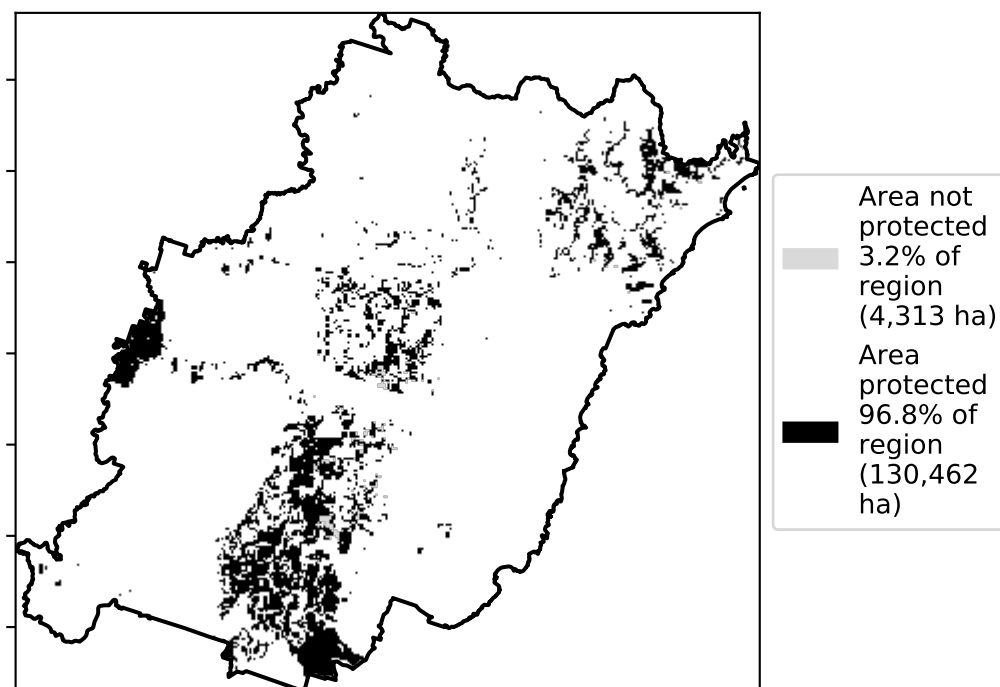 Area not
protected
3.2% of
region
(4,313 ha)
Area
protected
96.8% of
region
(130,462
ha)